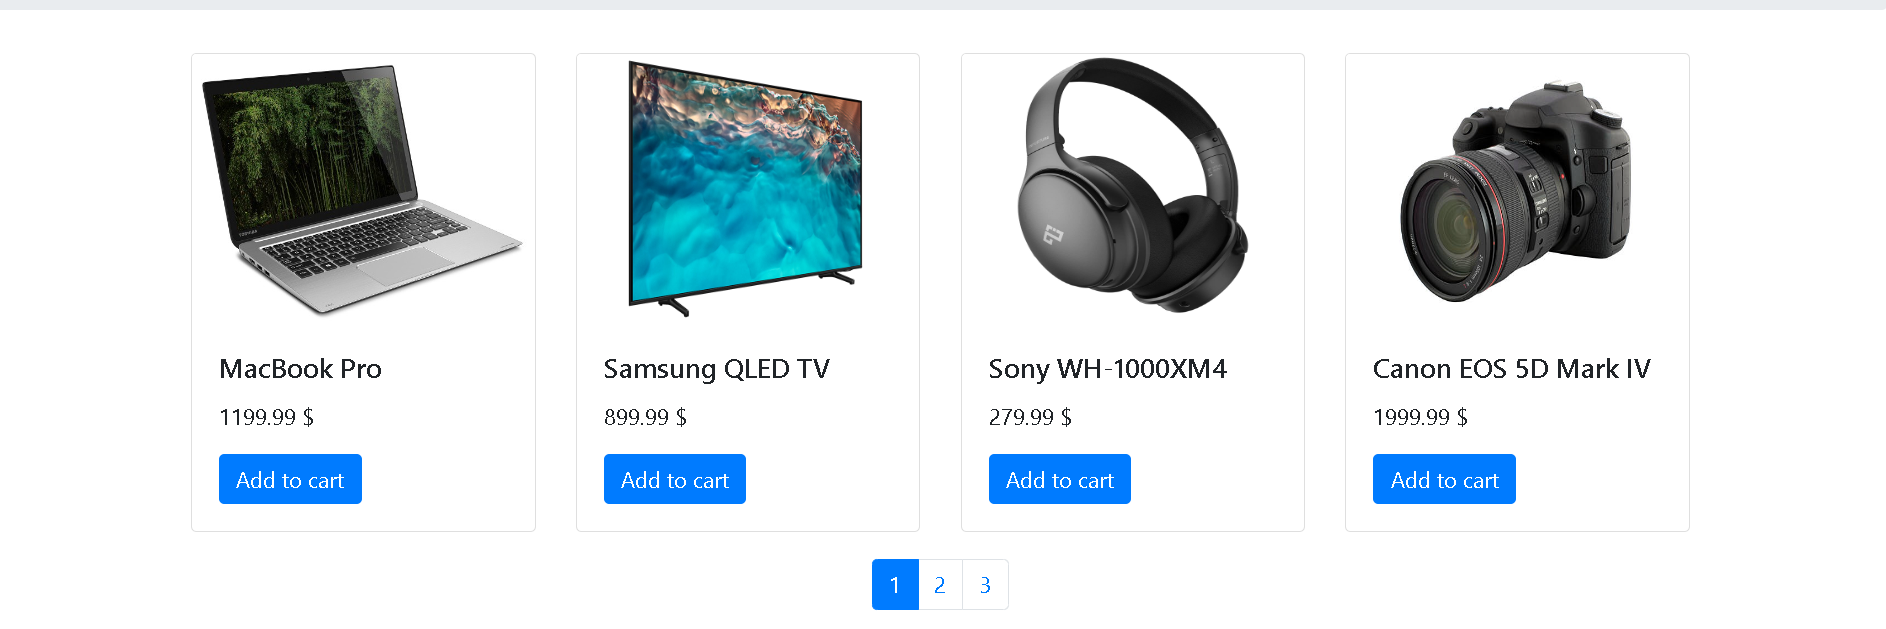 TOSHIBA
MacBook Pro
1199.99 $
Add to cart
Samsung QLED TV
899.99 $
Add to cart
Sony WH-1000XM4
279.99 $
Add to cart
Canon EOS 5D Mark IV
1999.99 $
Add to cart
1 2 3